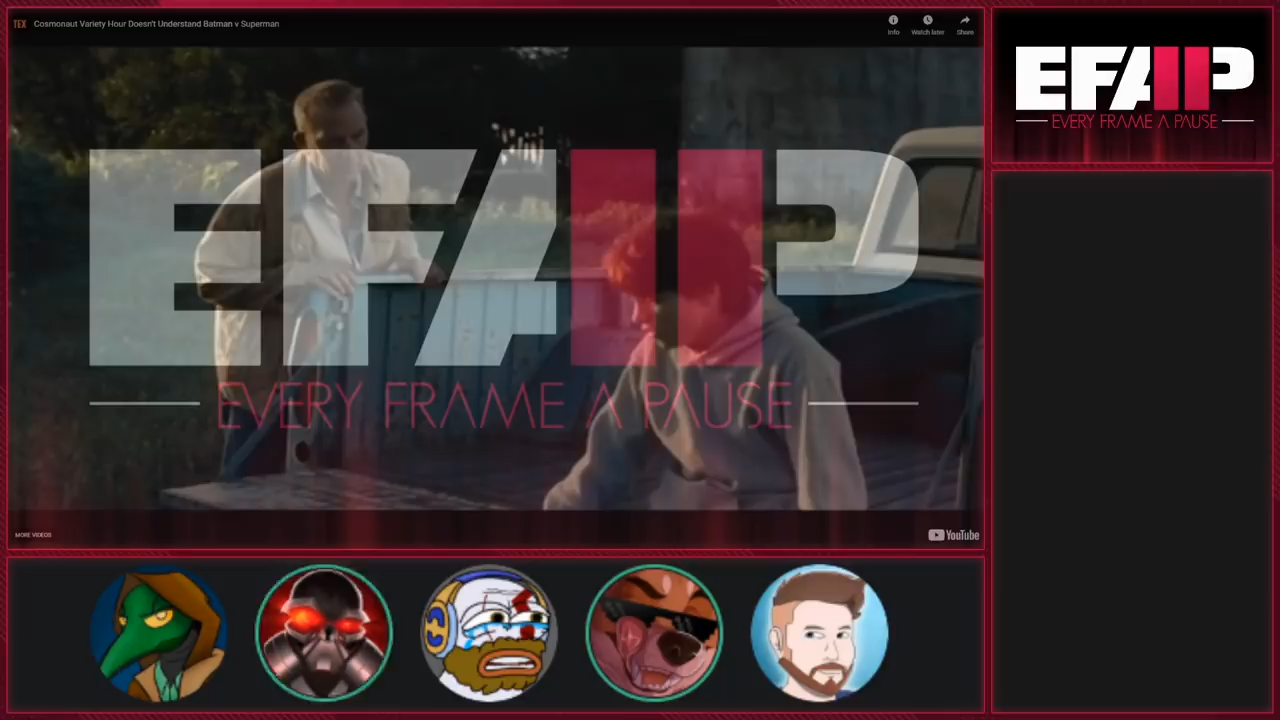 TEX Cosmonaut Variety Hour Doesn't Understand Batman v Superman
Info
Watch later
Share
EFAP
EVERY FRAME A PAUSE
MORE VIDEOS
YouTube
EFAP
EVERY FRAME A PAUSE